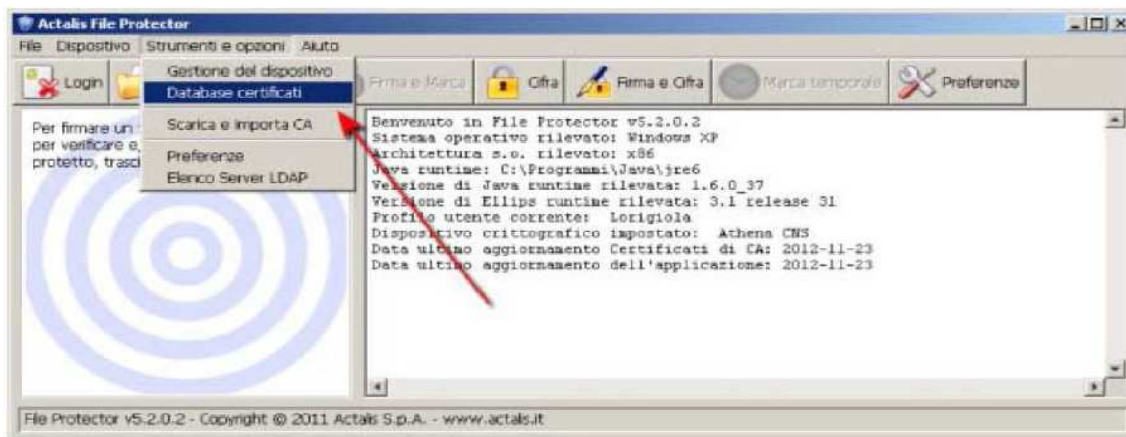 Actalis File Protector
File Dispositivo Strumenti e opzioni Aiuto
Login Firma e Marca Cifra Firma e Cifra Marca temporale Preferenze
Gestione del dispositivo
Database certificati
Scarica e importa CA
Preferenze
Elenco Server LDAP
Per firmare un
per verificare e,
protetto, trasci
Benvenuto in File Protector v5.2.0.2
Sistema operativo rilevato: Windows XP
Architettura s.o. rilevato: x86
Java runtime: C:\Programmi\Java\jre6
Versione di Java runtime rilevata: 1.6.0_37
Versione di Ellips runtime rilevata: 3.1 release 31
Profilo utente corrente: Lorigiola
Dispositivo crittografico impostato: Athena CNS
Data ultimo aggiornamento Certificati di CA: 2012-11-23
Data ultimo aggiornamento dell'applicazione: 2012-11-23
File Protector v5.2.0.2 - Copyright © 2011 Actalis S.p.A. - www.actalis.it